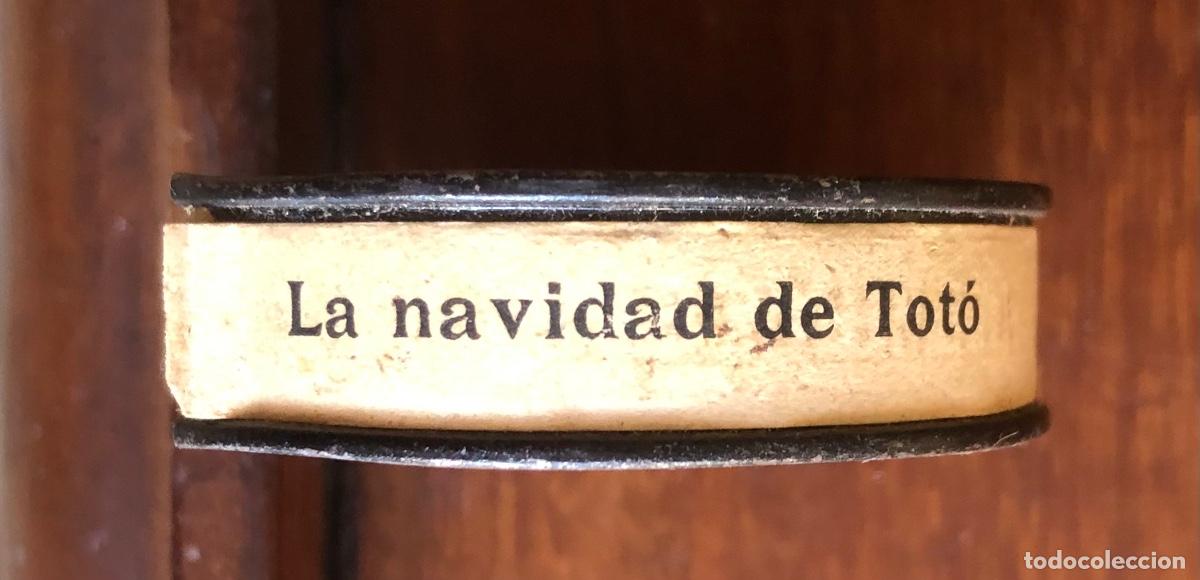 La navidad de Totó
todocoleccion